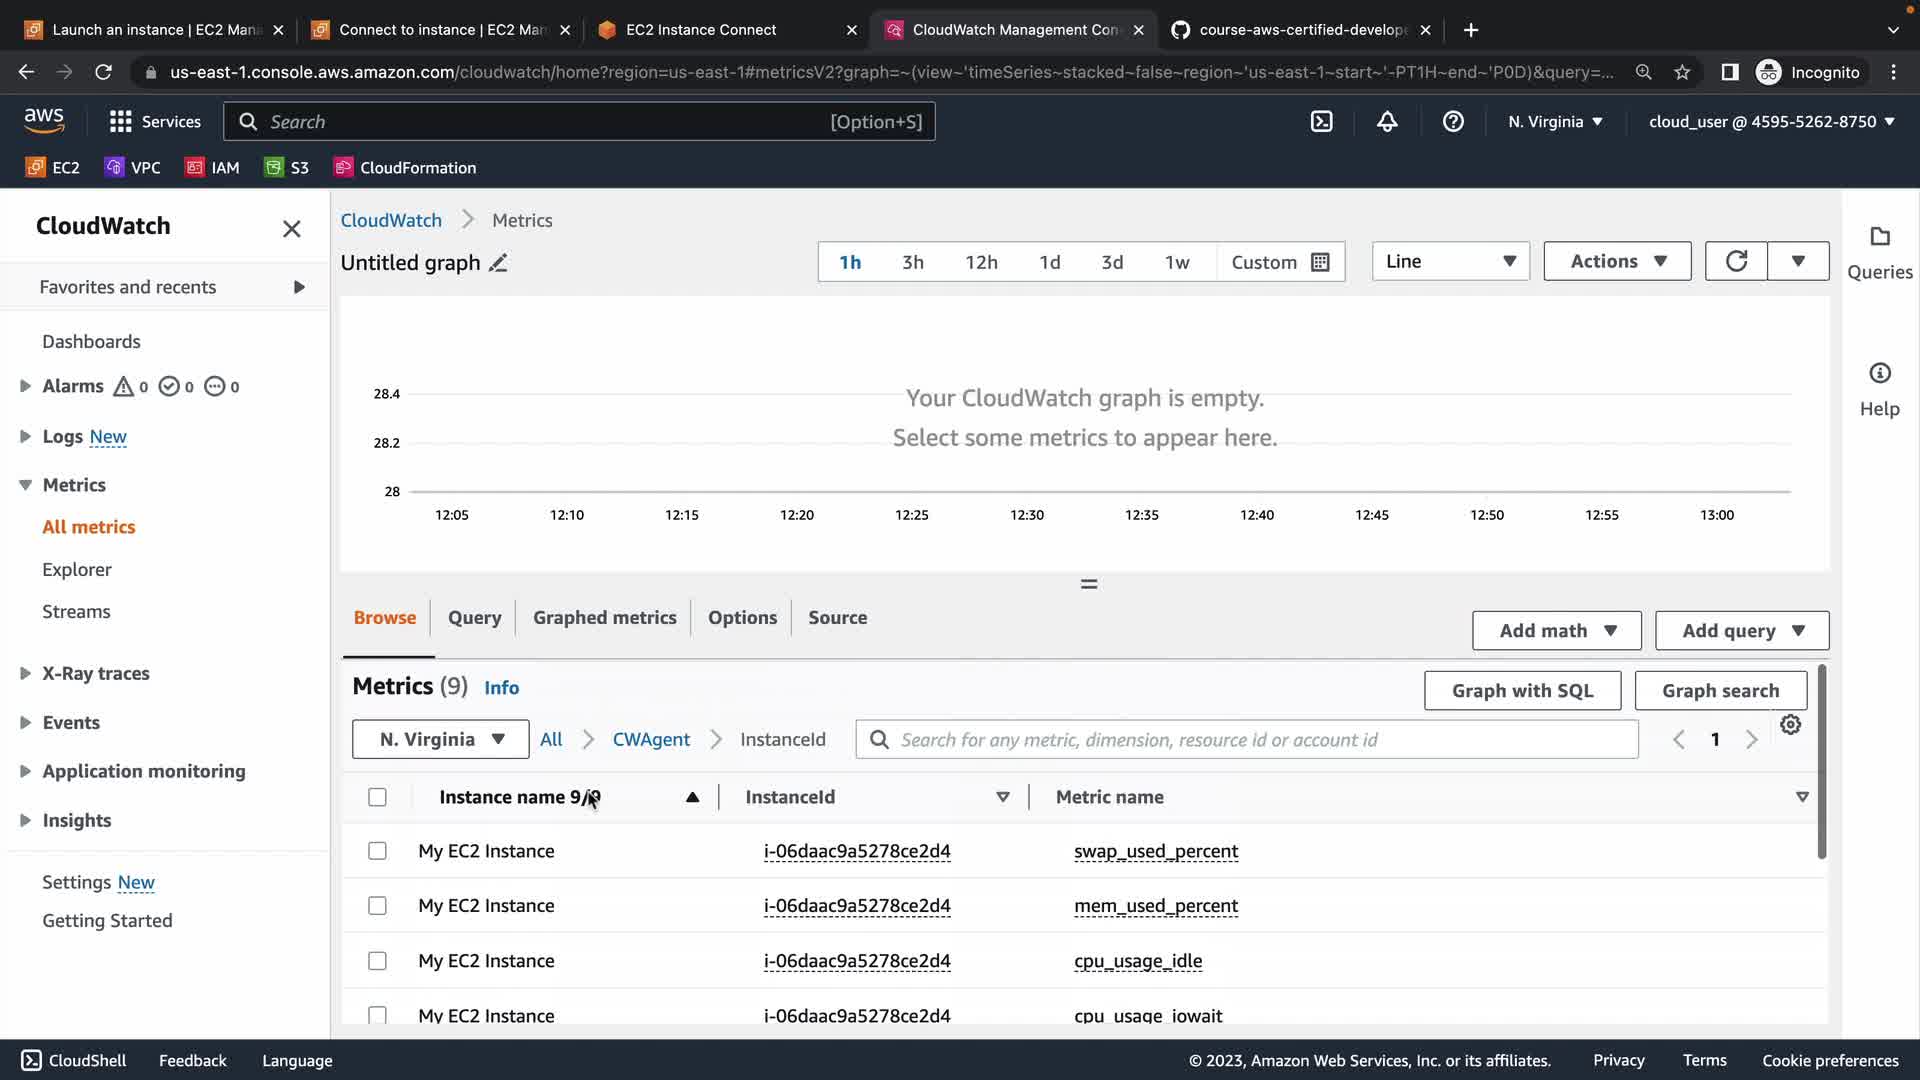 Launch an instance | EC2 Mana
Connect to instance | EC2 Man
EC2 Instance Connect
CloudWatch Management Con
course-aws-certified-develope
us-east-1.console.aws.amazon.com/cloudwatch/home?region=us-east-1#metricsV2?graph=~(view~'timeSeries~stacked~false~region~'us-east-1~start~'-PT1H~end~'P0D)&query=...
Incognito
aws
Services
Search
[Option+S]
N. Virginia
cloud_user @ 4595-5262-8750
EC2
VPC
IAM
S3
CloudFormation
CloudWatch
Favorites and recents
Dashboards
Alarms 0 0 0
Logs New
Metrics
All metrics
Explorer
Streams
X-Ray traces
Events
Application monitoring
Insights
Settings New
Getting Started
CloudWatch Metrics
Untitled graph
1h 3h 12h 1d 3d 1w Custom
Line
Actions
Queries
Help
Your CloudWatch graph is empty.
Select some metrics to appear here.
28.4
28.2
28
12:05 12:10 12:15 12:20 12:25 12:30 12:35 12:40 12:45 12:50 12:55 13:00
Browse Query Graphed metrics Options Source
Add math
Add query
Metrics (9) Info
Graph with SQL
Graph search
N. Virginia
All CWAgent InstanceId
Search for any metric, dimension, resource id or account id
1
Instance name 9/9 InstanceId Metric name
My EC2 Instance i-06daac9a5278ce2d4 swap_used_percent
My EC2 Instance i-06daac9a5278ce2d4 mem_used_percent
My EC2 Instance i-06daac9a5278ce2d4 cpu_usage_idle
My EC2 Instance i-06daac9a5278ce2d4 cpu_usage_iowait
CloudShell Feedback Language
© 2023, Amazon Web Services, Inc. or its affiliates. Privacy Terms Cookie preferences